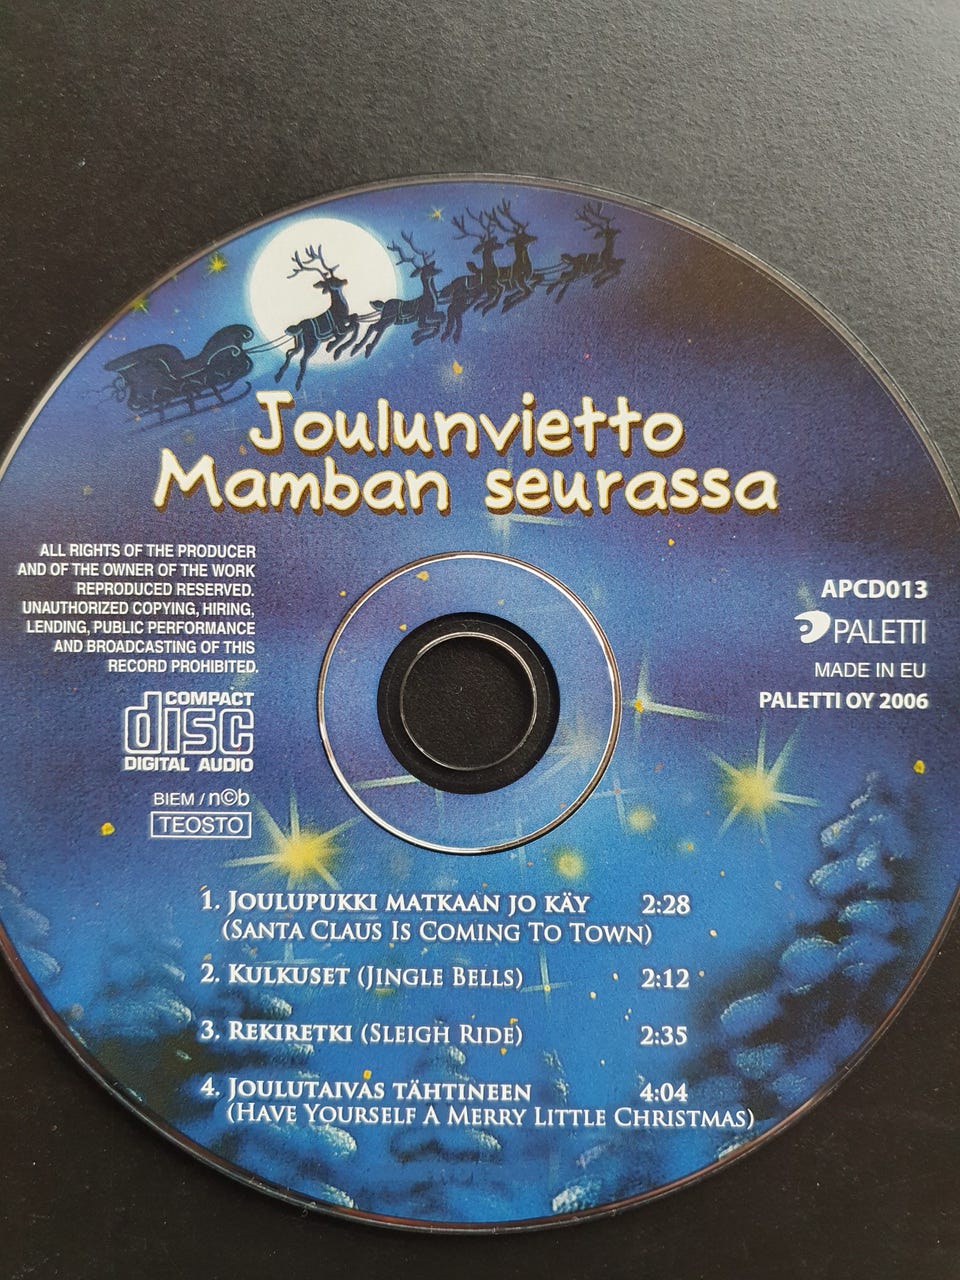 Joulunvietto
Mamban seurassa
ALL RIGHTS OF THE PRODUCER
AND OF THE OWNER OF THE WORK
REPRODUCED RESERVED.
UNAUTHORIZED COPYING, HIRING,
LENDING, PUBLIC PERFORMANCE
AND BROADCASTING OF THIS
RECORD PROHIBITED.
COMPACT
disc
DIGITAL AUDIO
BIEM / n©b
TEOSTO
APCD013
PALETTI
MADE IN EU
PALETTI OY 2006
1. JOULUPUKKI MATKAAN JO KÄY 2:28
(SANTA CLAUS IS COMING TO TOWN)
2. KULKUSET (JINGLE BELLS) 2:12
3. REKIRETKI (SLEIGH RIDE) 2:35
4. JOULUTAIVAS TÄHTINEEN 4:04
(HAVE YOURSELF A MERRY LITTLE CHRISTMAS)